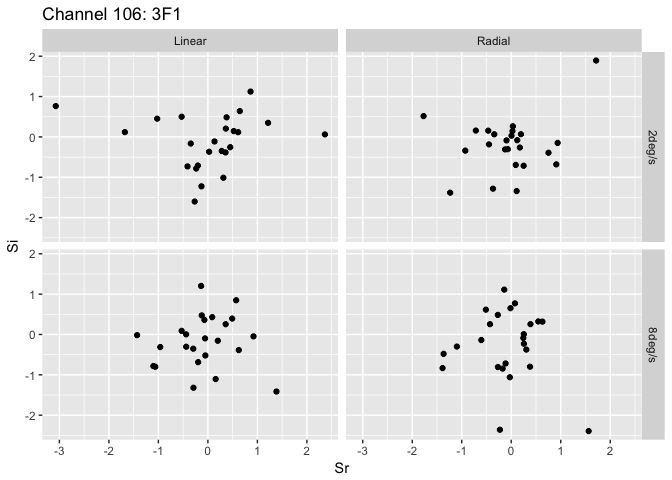 Channel 106: 3F1
Linear
Radial
2
1
0
-1
-2
2deg/s
Si
2
1
0
-1
-2
8deg/s
-3 -2 -1 0 1 2
-3 -2 -1 0 1 2
Sr